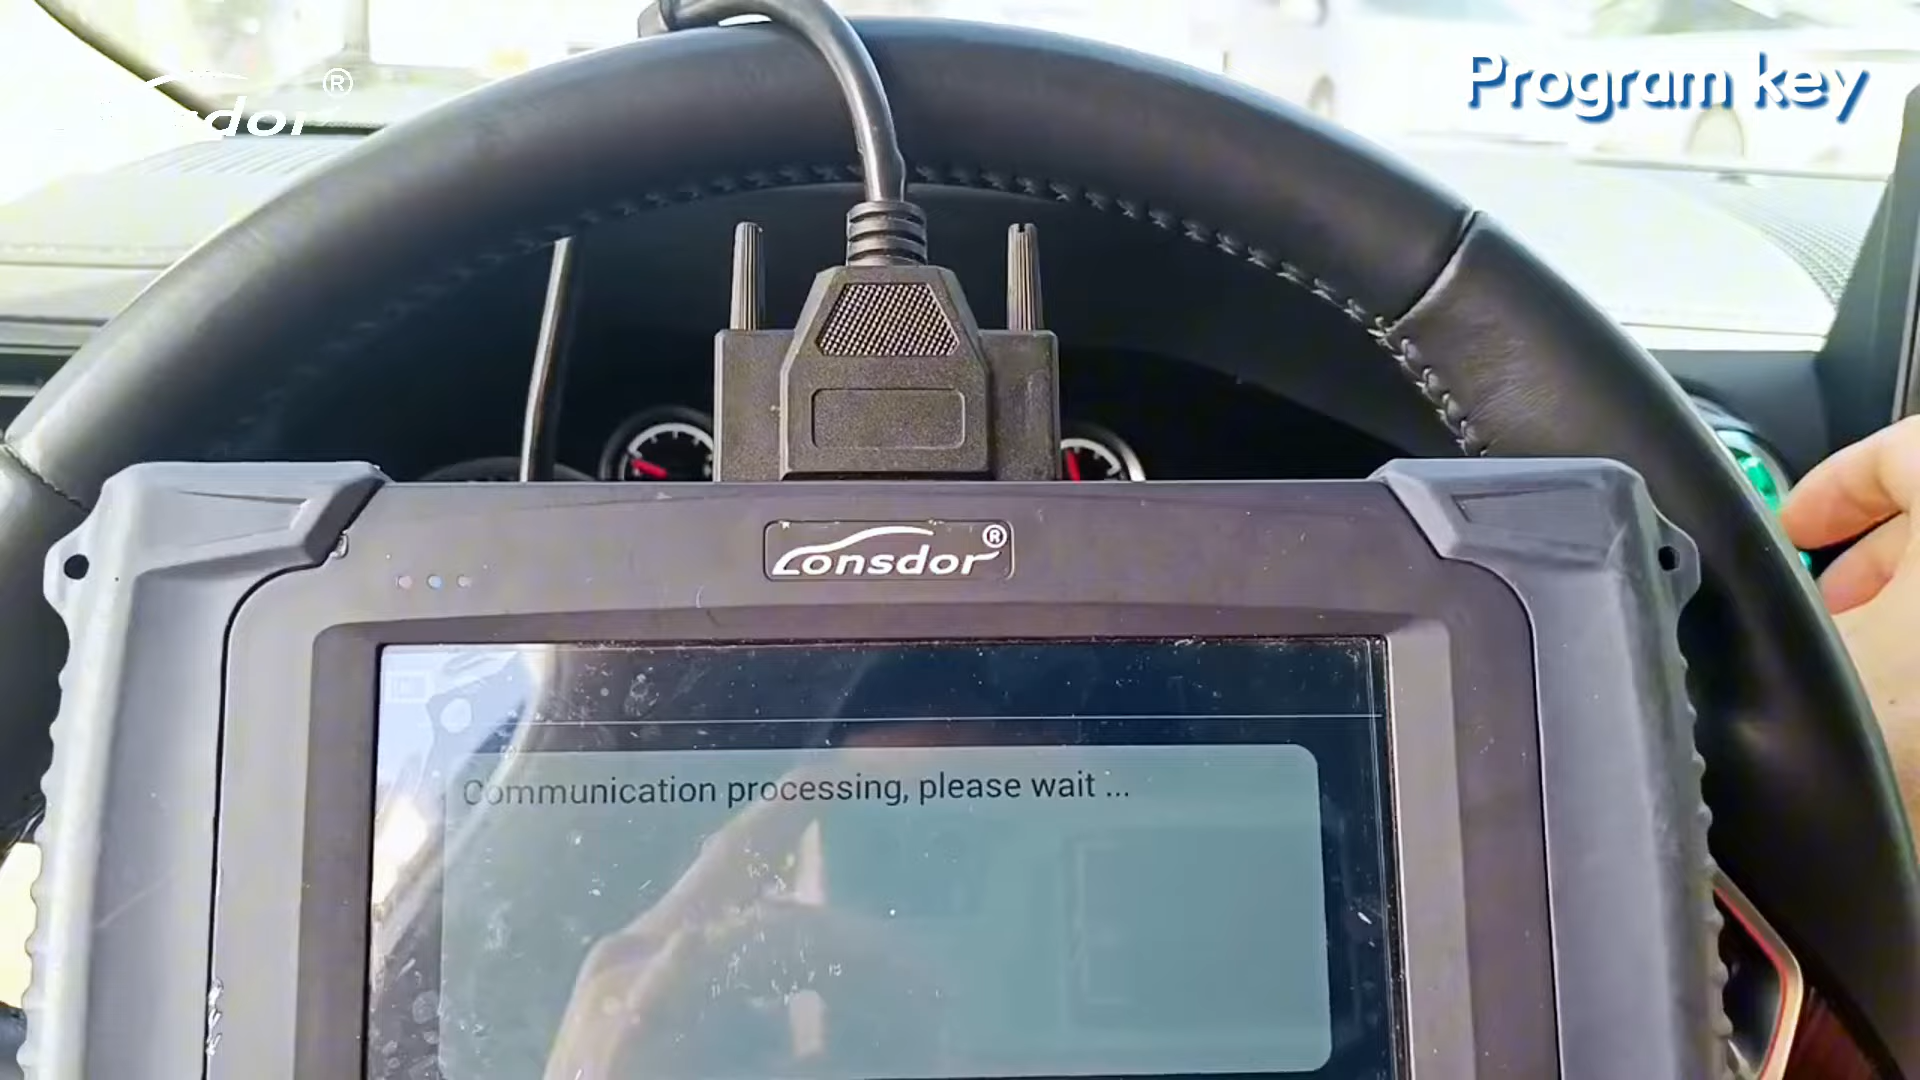 Program key
Lonsdor®
Communication processing, please wait ...